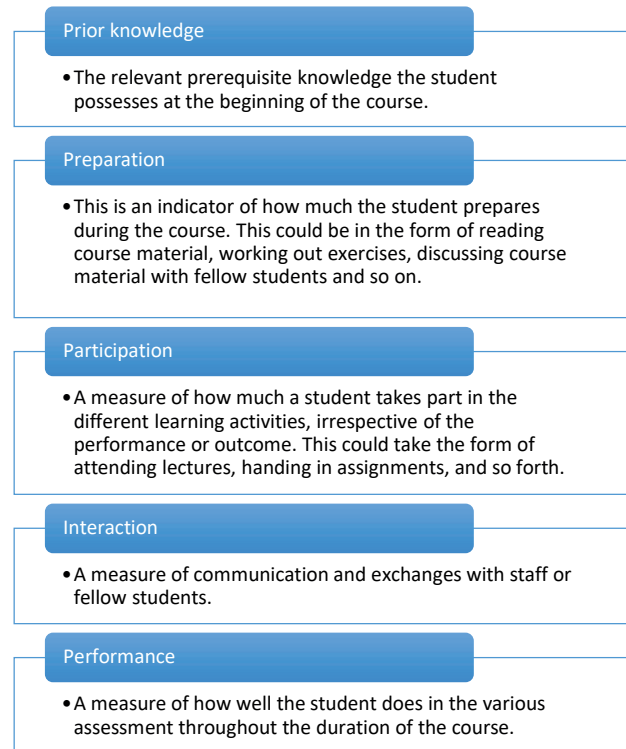 Prior knowledge
•The relevant prerequisite knowledge the student
possesses at the beginning of the course.
Preparation
•This is an indicator of how much the student prepares
during the course. This could be in the form of reading
course material, working out exercises, discussing course
material with fellow students and so on.
Participation
•A measure of how much a student takes part in the
different learning activities, irrespective of the
performance or outcome. This could take the form of
attending lectures, handing in assignments, and so forth.
Interaction
•A measure of communication and exchanges with staff or
fellow students.
Performance
•A measure of how well the student does in the various
assessment throughout the duration of the course.